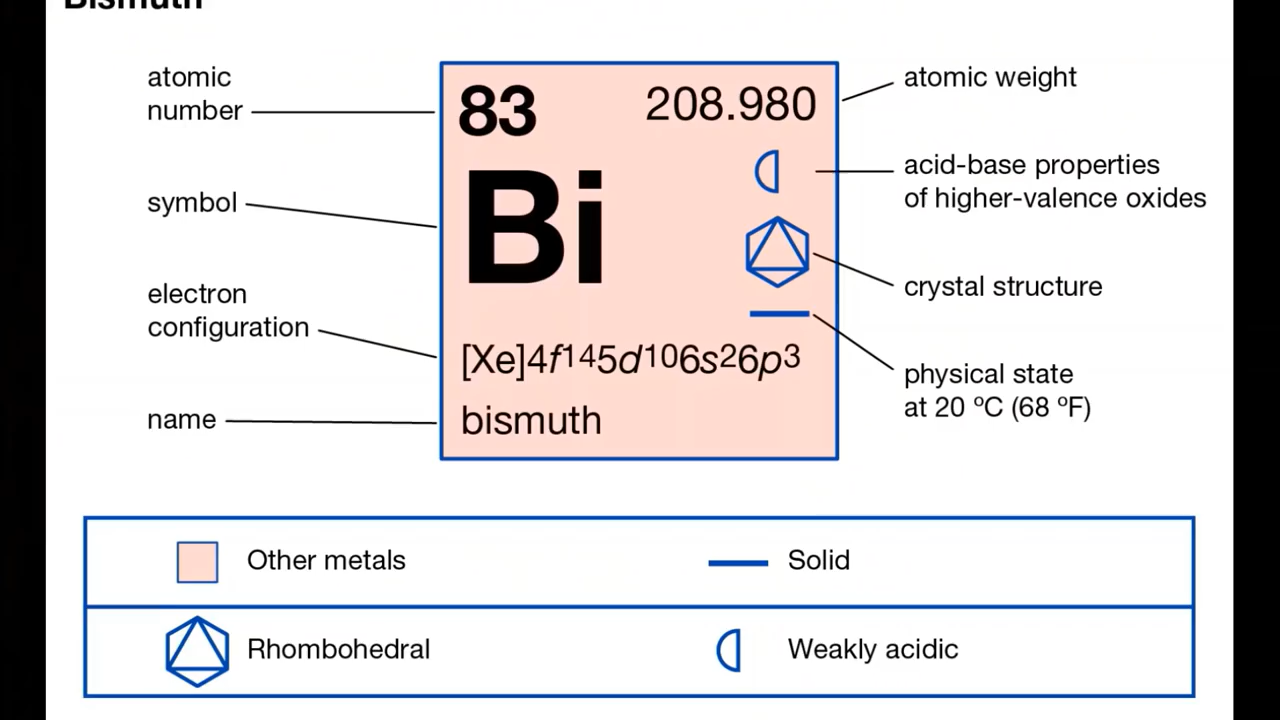 Bismuth
atomic
number
symbol
electron
configuration
name
83
208.980
Bi
[Xe]4f¹⁴5d¹⁰6s²6p³
bismuth
atomic weight
acid-base properties
of higher-valence oxides
crystal structure
physical state
at 20 ºC (68 ºF)
Other metals
Solid
Rhombohedral
Weakly acidic